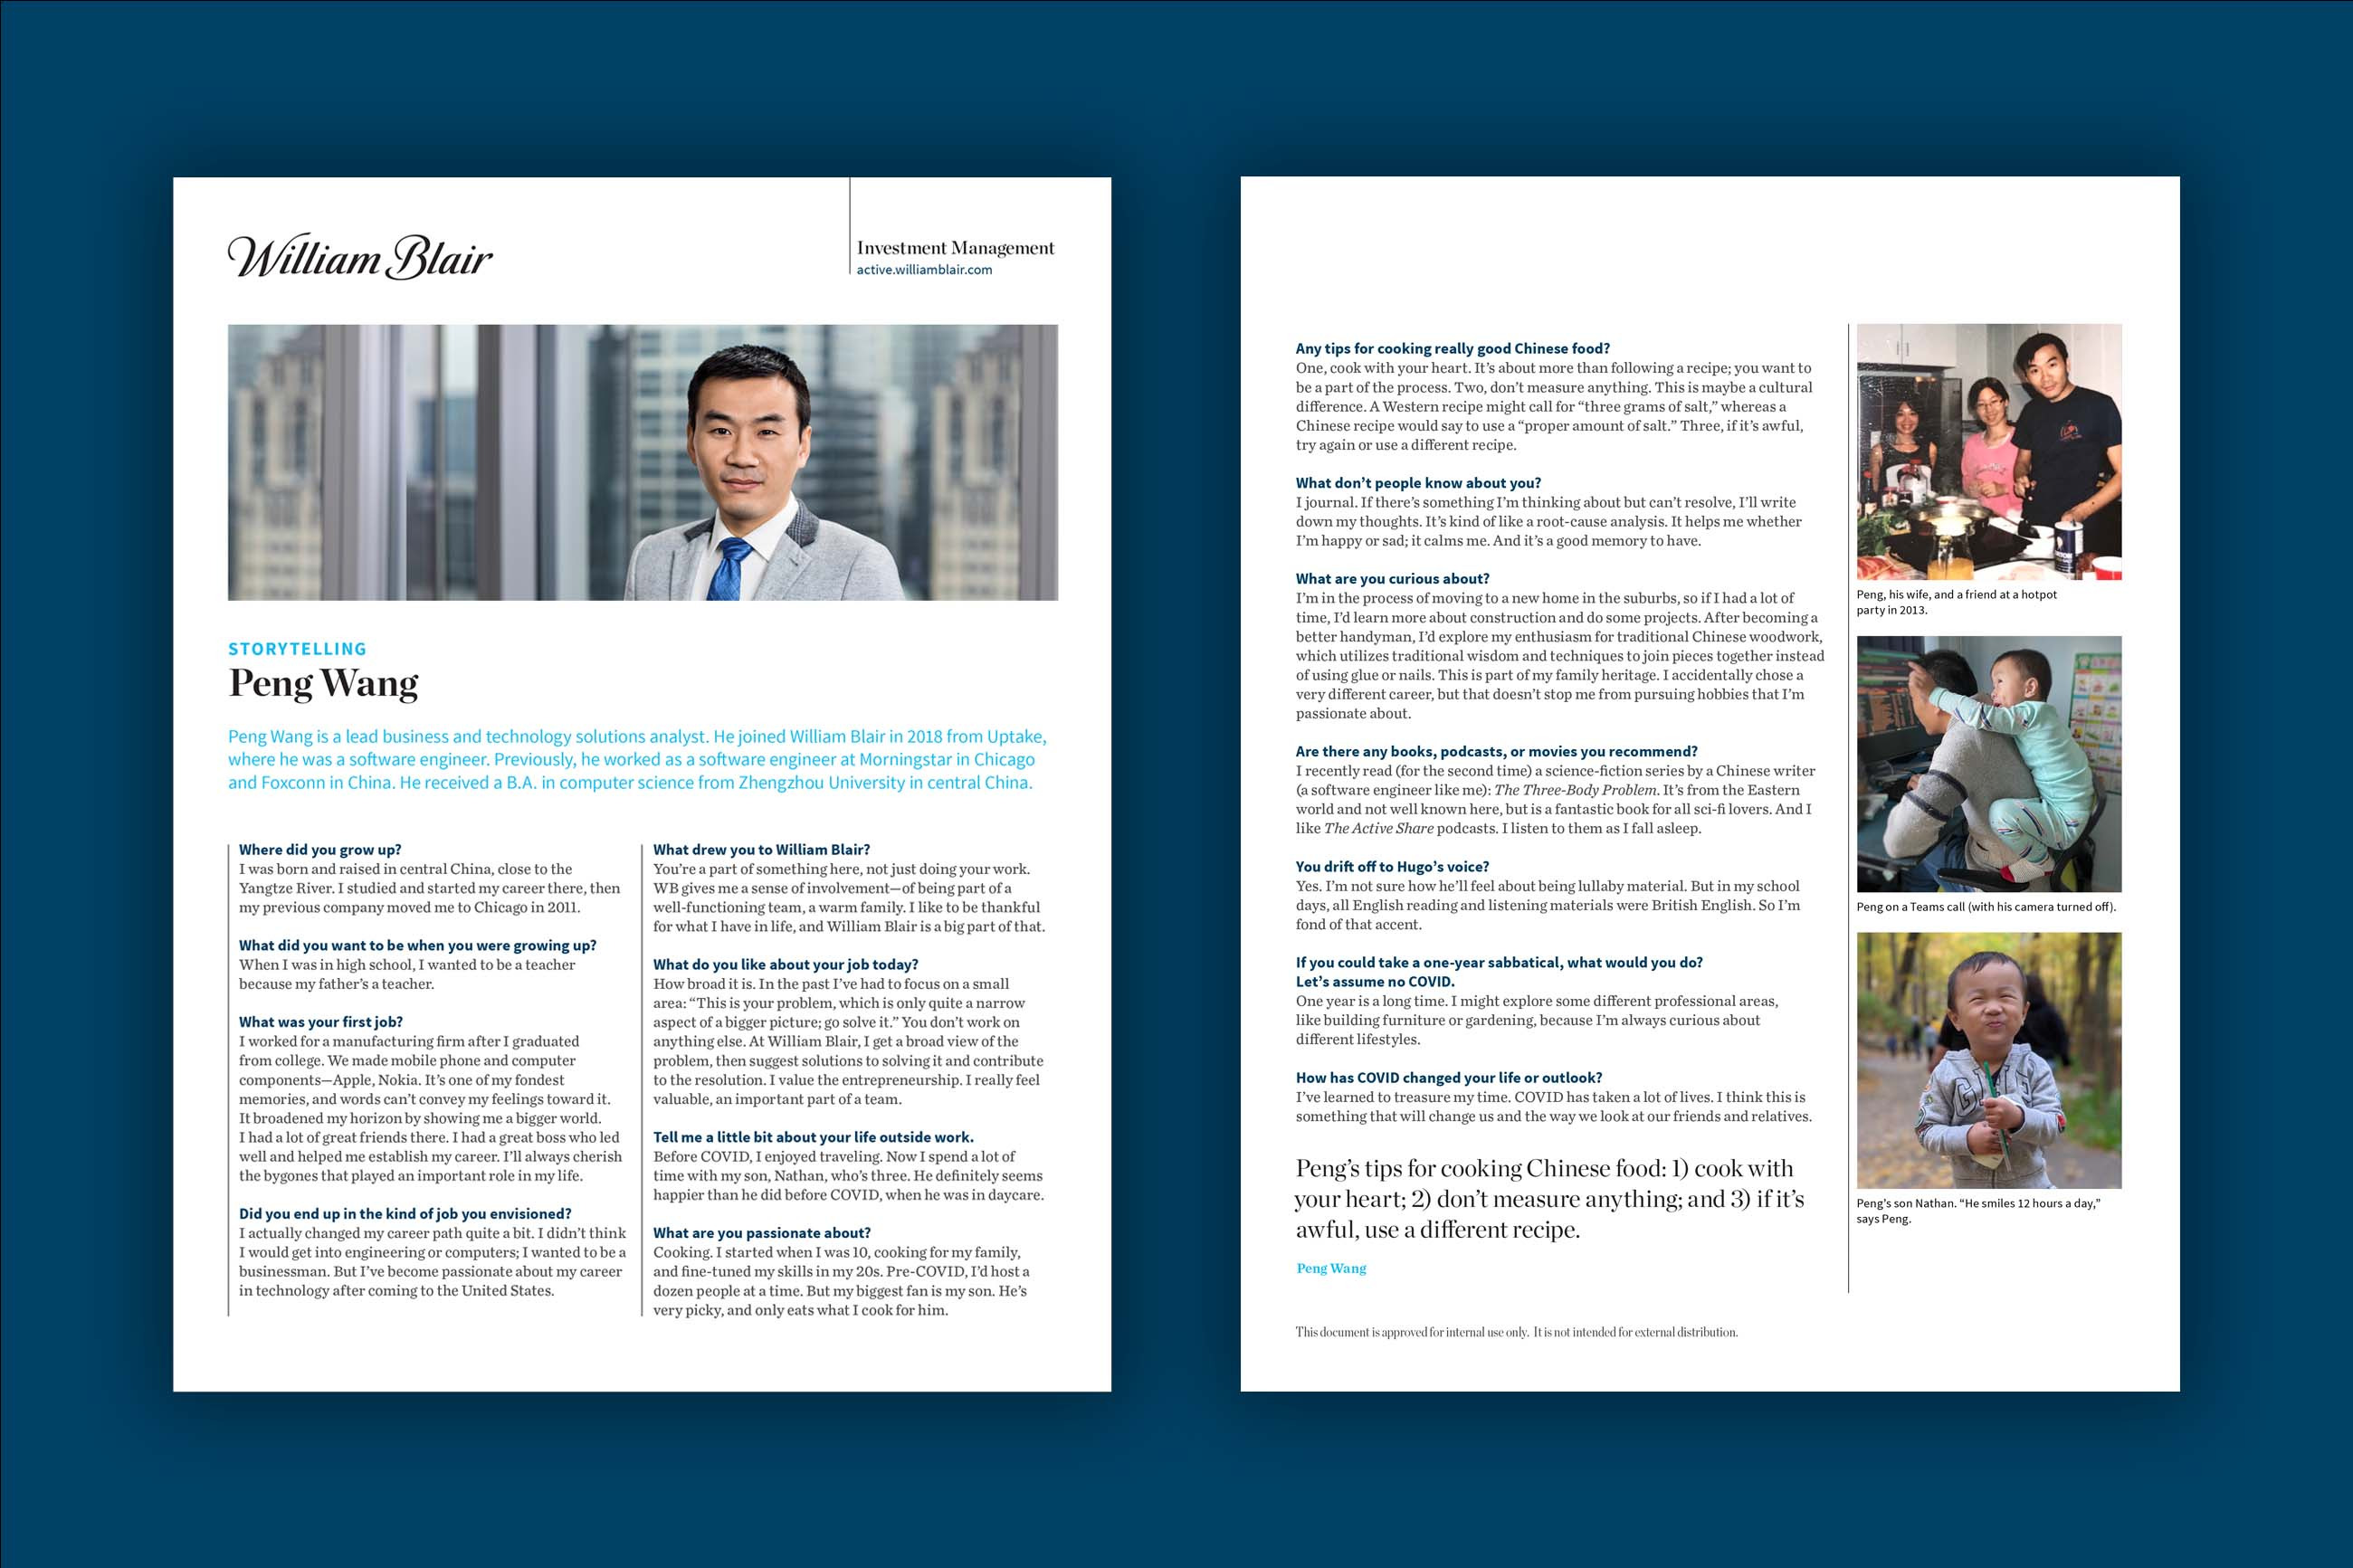 William Blair
Investment Management
active.williamblair.com
STORYTELLING
Peng Wang
Peng Wang is a lead business and technology solutions analyst. He joined William Blair in 2018 from Uptake,
where he was a software engineer. Previously, he worked as a software engineer at Morningstar in Chicago
and Foxconn in China. He received a B.A. in computer science from Zhengzhou University in central China.
Where did you grow up?
I was born and raised in central China, close to the
Yangtze River. I studied and started my career there, then
my previous company moved me to Chicago in 2011.
What did you want to be when you were growing up?
When I was in high school, I wanted to be a teacher
because my father’s a teacher.
What was your first job?
I worked for a manufacturing firm after I graduated
from college. We made mobile phone and computer
components—Apple, Nokia. It’s one of my fondest
memories, and words can’t convey my feelings toward it.
It broadened my horizon by showing me a bigger world.
I had a lot of great friends there. I had a great boss who led
well and helped me establish my career. I’ll always cherish
the bygones that played an important role in my life.
Did you end up in the kind of job you envisioned?
I actually changed my career path quite a bit. I didn’t think
I would get into engineering or computers; I wanted to be a
businessman. But I’ve become passionate about my career
in technology after coming to the United States.
What drew you to William Blair?
You’re a part of something here, not just doing your work.
WB gives me a sense of involvement—of being part of a
well-functioning team, a warm family. I like to be thankful
for what I have in life, and William Blair is a big part of that.
What do you like about your job today?
How broad it is. In the past I’ve had to focus on a small
area: “This is your problem, which is only quite a narrow
aspect of a bigger picture; go solve it.” You don’t work on
anything else. At William Blair, I get a broad view of the
problem, then suggest solutions to solving it and contribute
to the resolution. I value the entrepreneurship. I really feel
valuable, an important part of a team.
Tell me a little bit about your life outside work.
Before COVID, I enjoyed traveling. Now I spend a lot of
time with my son, Nathan, who’s three. He definitely seems
happier than he did before COVID, when he was in daycare.
What are you passionate about?
Cooking. I started when I was 10, cooking for my family,
and fine-tuned my skills in my 20s. Pre-COVID, I’d host a
dozen people at a time. But my biggest fan is my son. He’s
very picky, and only eats what I cook for him.
Any tips for cooking really good Chinese food?
One, cook with your heart. It’s about more than following a recipe; you want to
be a part of the process. Two, don’t measure anything. This is maybe a cultural
difference. A Western recipe might call for “three grams of salt,” whereas a
Chinese recipe would say to use a “proper amount of salt.” Three, if it’s awful,
try again or use a different recipe.
What don’t people know about you?
I journal. If there’s something I’m thinking about but can’t resolve, I’ll write
down my thoughts. It’s kind of like a root-cause analysis. It helps me whether
I’m happy or sad; it calms me. And it’s a good memory to have.
What are you curious about?
I’m in the process of moving to a new home in the suburbs, so if I had a lot of
time, I’d learn more about construction and do some projects. After becoming a
better handyman, I’d explore my enthusiasm for traditional Chinese woodwork,
which utilizes traditional wisdom and techniques to join pieces together instead
of using glue or nails. This is part of my family heritage. I accidentally chose a
very different career, but that doesn’t stop me from pursuing hobbies that I’m
passionate about.
Are there any books, podcasts, or movies you recommend?
I recently read (for the second time) a science-fiction series by a Chinese writer
(a software engineer like me): The Three-Body Problem. It’s from the Eastern
world and not well known here, but is a fantastic book for all sci-fi lovers. And I
like The Active Share podcasts. I listen to them as I fall asleep.
You drift off to Hugo’s voice?
Yes. I’m not sure how he’ll feel about being lullaby material. But in my school
days, all English reading and listening materials were British English. So I’m
fond of that accent.
If you could take a one-year sabbatical, what would you do?
Let’s assume no COVID.
One year is a long time. I might explore some different professional areas,
like building furniture or gardening, because I’m always curious about
different lifestyles.
How has COVID changed your life or outlook?
I’ve learned to treasure my time. COVID has taken a lot of lives. I think this is
something that will change us and the way we look at our friends and relatives.
Peng’s tips for cooking Chinese food: 1) cook with
your heart; 2) don’t measure anything; and 3) if it’s
awful, use a different recipe.
Peng Wang
This document is approved for internal use only. It is not intended for external distribution.
Peng, his wife, and a friend at a hotpot
party in 2013.
Peng on a Teams call (with his camera turned off).
Peng’s son Nathan. “He smiles 12 hours a day,”
says Peng.